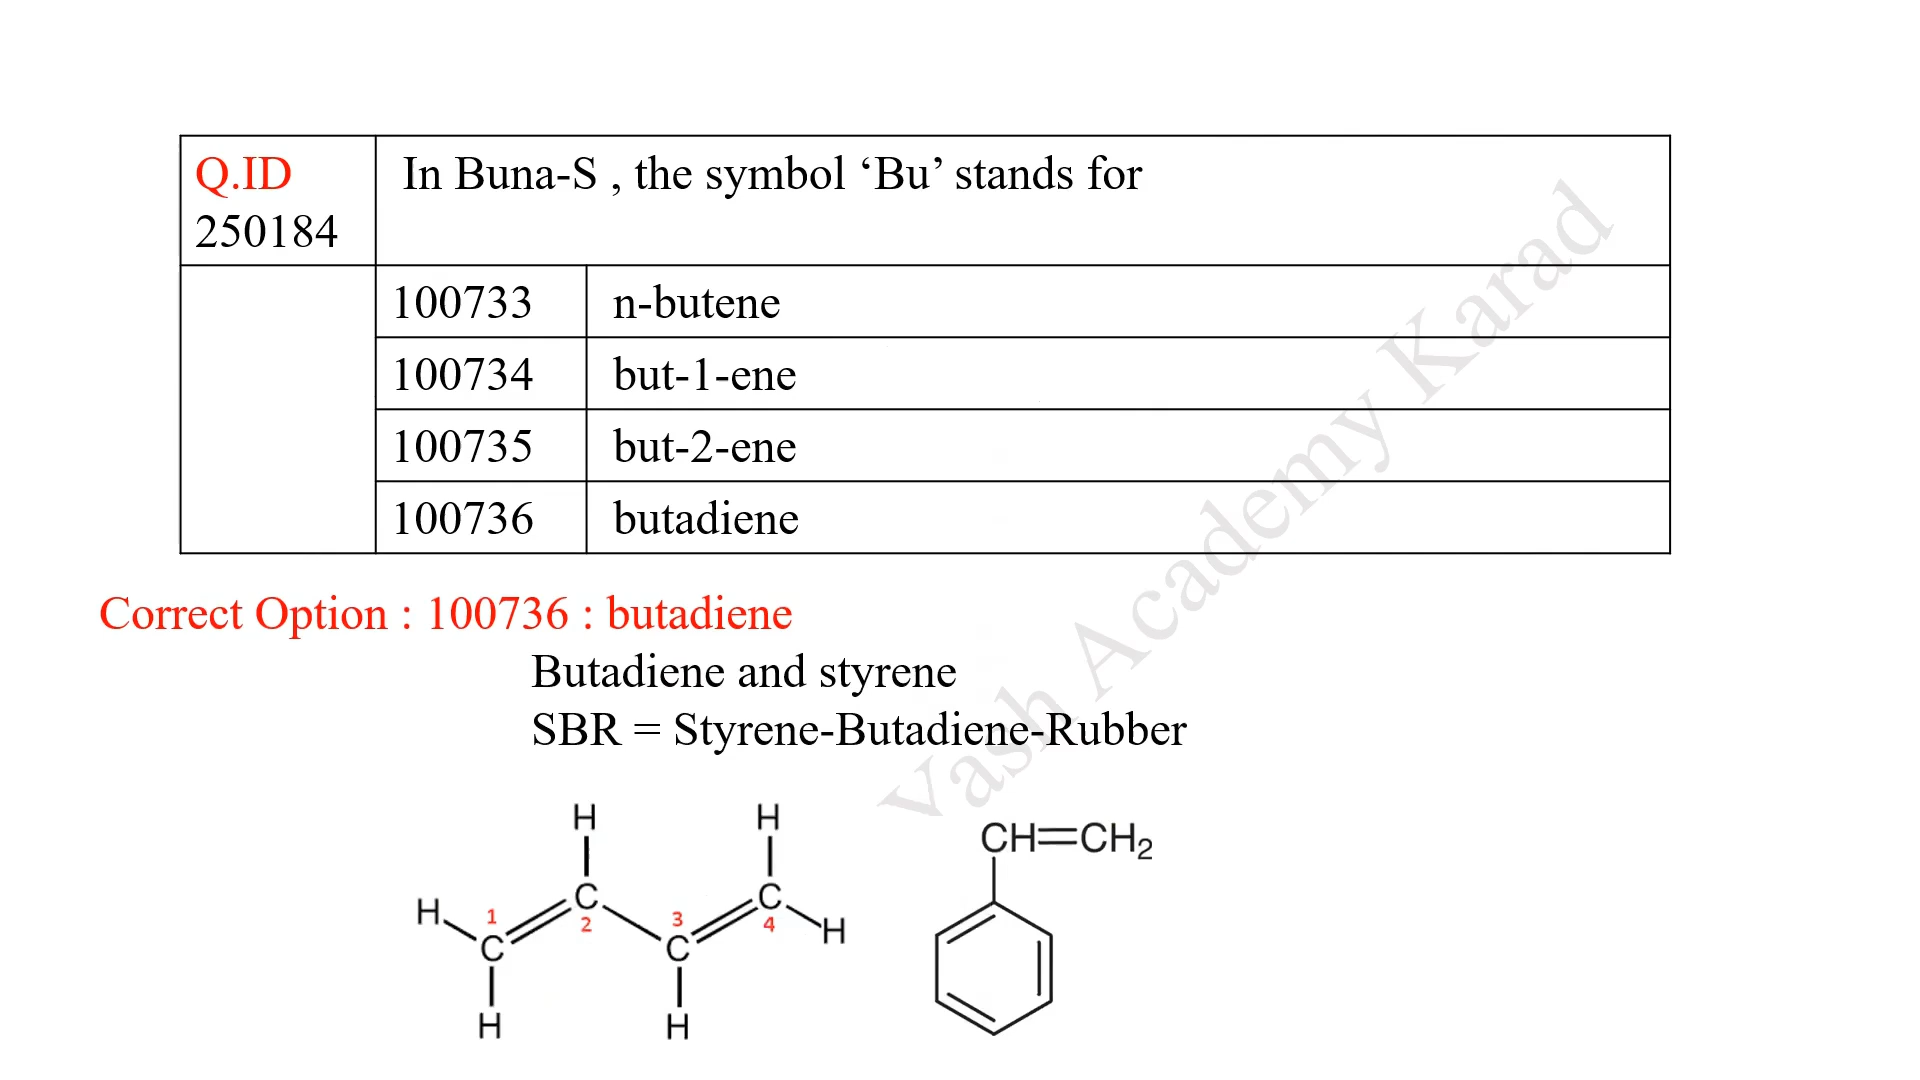 Q.ID
250184
In Buna-S , the symbol ‘Bu’ stands for
100733 n-butene
100734 but-1-ene
100735 but-2-ene
100736 butadiene
Correct Option : 100736 : butadiene
Butadiene and styrene
SBR = Styrene-Butadiene-Rubber
Yash Academy Karad
H H
CH=CH2
H 1 C 2 C 3 C 4 C H
H H